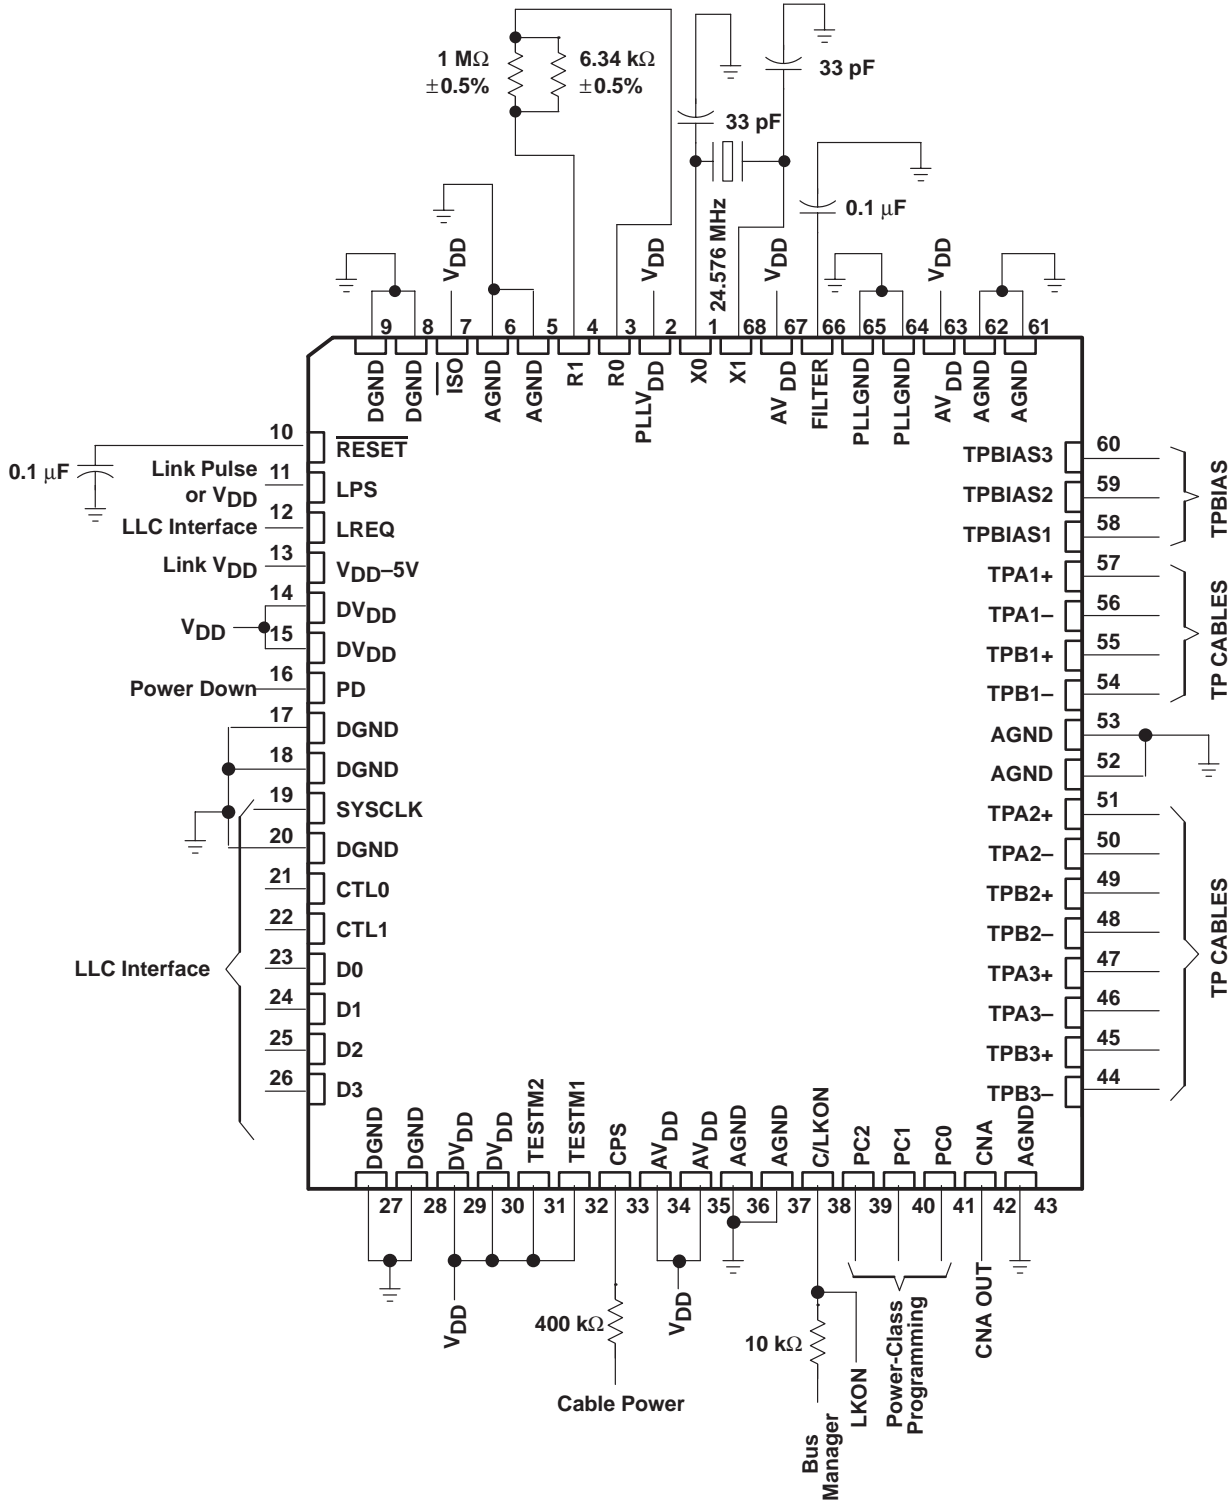 1 MΩ
±0.5%
6.34 kΩ
±0.5%
33 pF
33 pF
24.576 MHz
0.1 μF
VDD
VDD
VDD
VDD
9
8
7
6
5
4
3
2
1
68
67
66
65
64
63
62
61
DGND
DGND
ISO
AGND
AGND
R1
R0
PLLVDD
X0
X1
AVDD
FILTER
PLLGND
PLLGND
AVDD
AGND
AGND
0.1 μF
10
RESET
Link Pulse
or VDD
11
LPS
LLC Interface
12
LREQ
Link VDD
13
VDD–5V
14
DVDD
VDD
15
DVDD
Power Down
16
PD
17
DGND
18
DGND
19
SYSCLK
20
DGND
21
CTL0
22
CTL1
LLC Interface
23
D0
24
D1
25
D2
26
D3
TPBIAS3
60
TPBIAS2
59
TPBIAS1
58
TPBIAS
TPA1+
57
TPA1–
56
TPB1+
55
TPB1–
54
TP CABLES
AGND
53
AGND
52
TPA2+
51
TPA2–
50
TPB2+
49
TPB2–
48
TPA3+
47
TPA3–
46
TPB3+
45
TPB3–
44
TP CABLES
DGND
DGND
DVDD
DVDD
TESTM2
TESTM1
CPS
AVDD
AVDD
AGND
AGND
C/LKON
PC2
PC1
PC0
CNA
AGND
27
28
29
30
31
32
33
34
35
36
37
38
39
40
41
42
43
VDD
400 kΩ
Cable Power
VDD
10 kΩ
Bus
Manager
LKON
Power-Class
Programming
CNA OUT